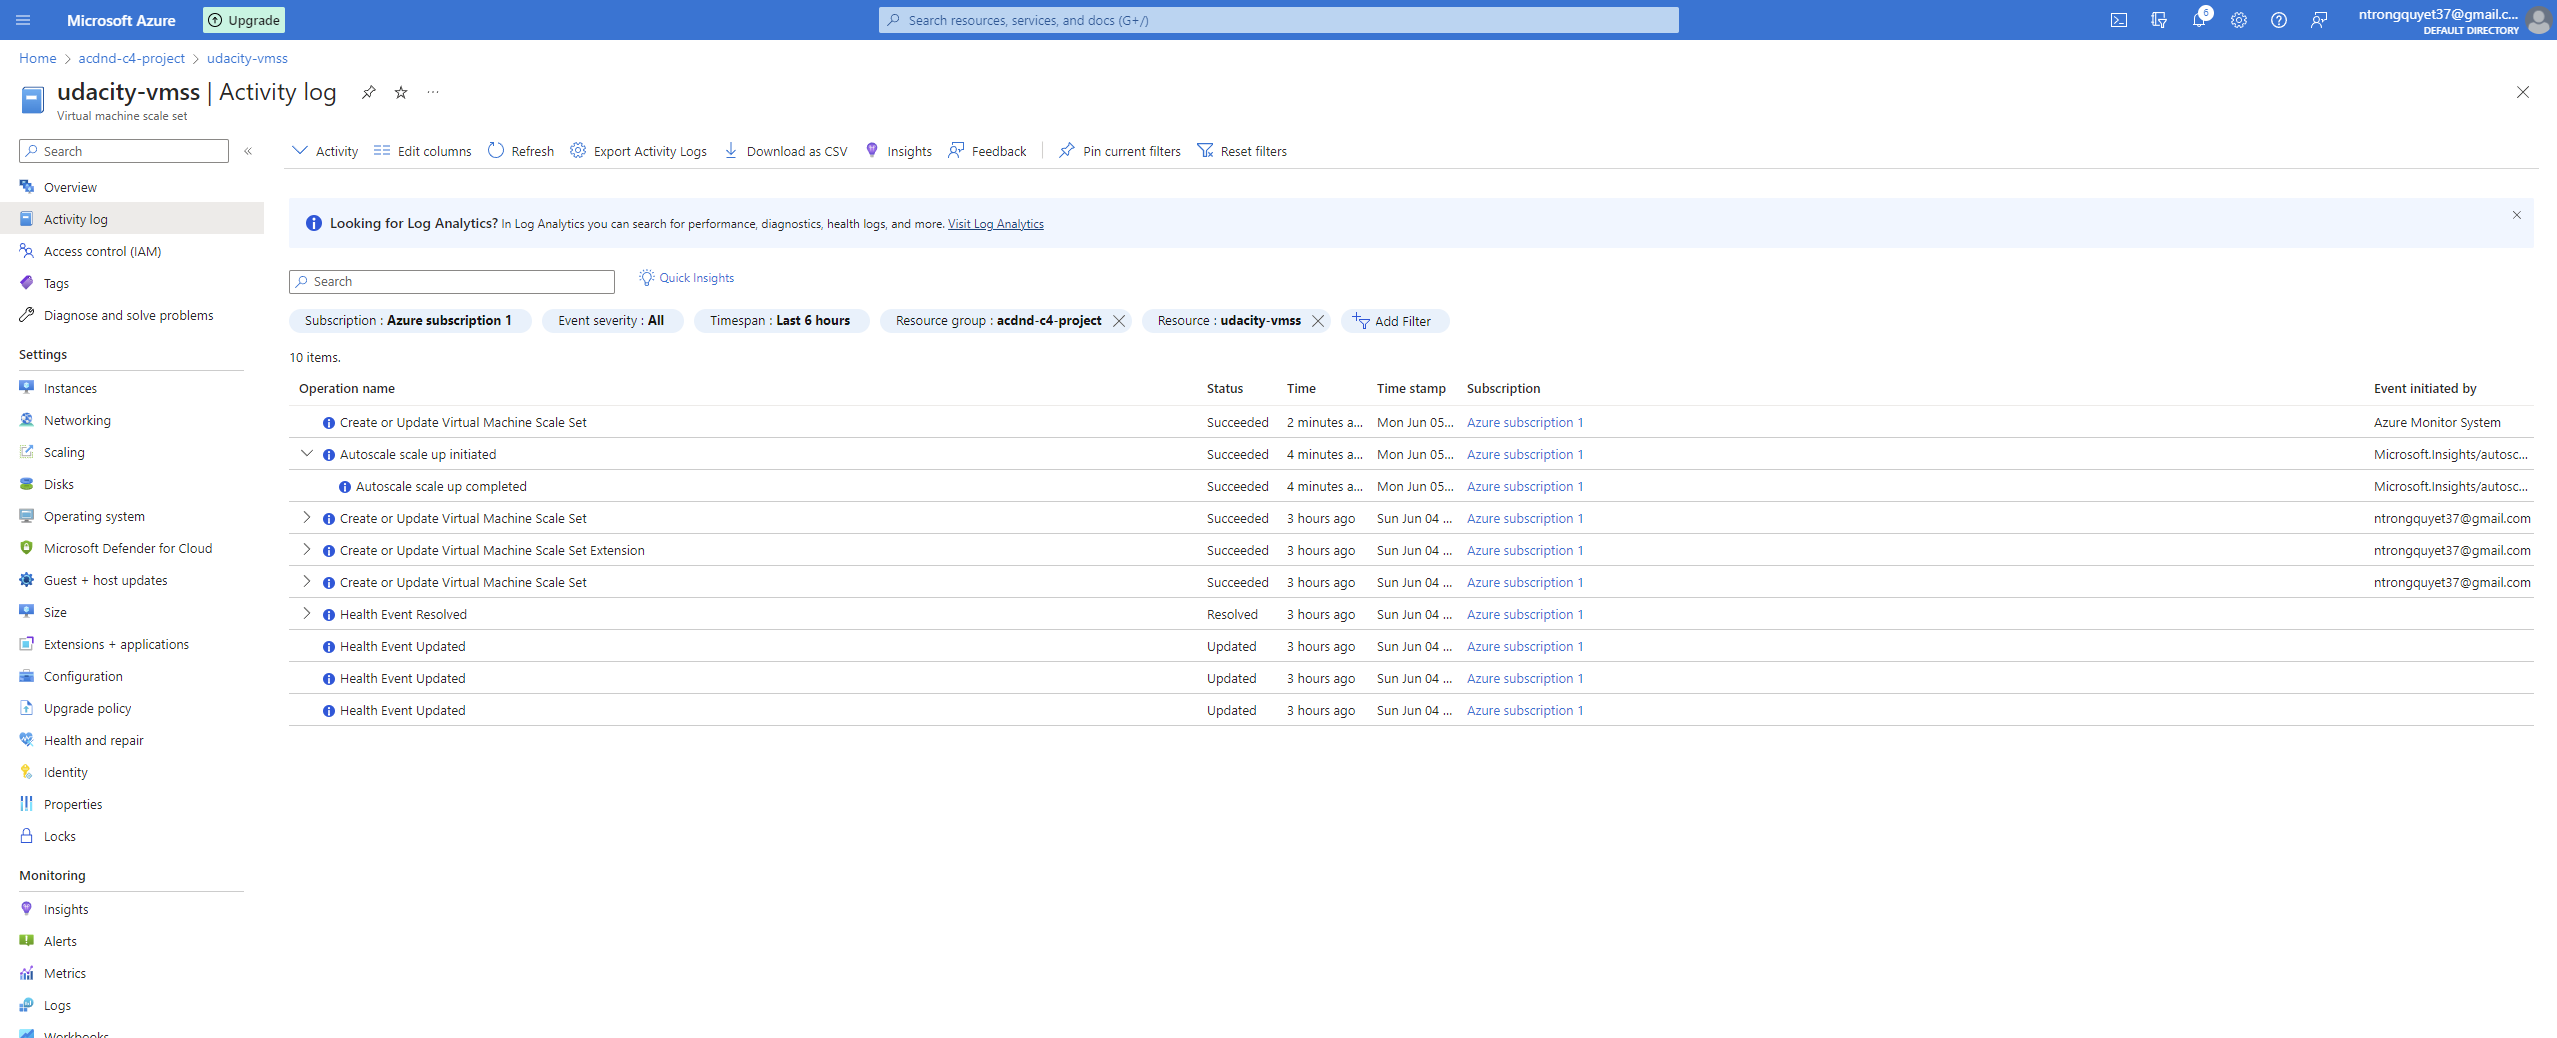 Microsoft Azure
Upgrade
Search resources, services, and docs (G+/)
6
ntrongquyet37@gmail.c...
DEFAULT DIRECTORY
Home > acdnd-c4-project > udacity-vmss
udacity-vmss | Activity log
Virtual machine scale set
Search
Overview
Activity log
Access control (IAM)
Tags
Diagnose and solve problems
Settings
Instances
Networking
Scaling
Disks
Operating system
Microsoft Defender for Cloud
Guest + host updates
Size
Extensions + applications
Configuration
Upgrade policy
Health and repair
Identity
Properties
Locks
Monitoring
Insights
Alerts
Metrics
Logs
Workbooks
Activity Edit columns Refresh Export Activity Logs Download as CSV Insights Feedback Pin current filters Reset filters
Looking for Log Analytics? In Log Analytics you can search for performance, diagnostics, health logs, and more. Visit Log Analytics
Search
Quick Insights
Subscription : Azure subscription 1 Event severity : All Timespan : Last 6 hours Resource group : acdnd-c4-project Resource : udacity-vmss Add Filter
10 items.
Operation name Status Time Time stamp Subscription Event initiated by
Create or Update Virtual Machine Scale Set Succeeded 2 minutes a... Mon Jun 05... Azure subscription 1 Azure Monitor System
Autoscale scale up initiated Succeeded 4 minutes a... Mon Jun 05... Azure subscription 1 Microsoft.Insights/autosc...
Autoscale scale up completed Succeeded 4 minutes a... Mon Jun 05... Azure subscription 1 Microsoft.Insights/autosc...
Create or Update Virtual Machine Scale Set Succeeded 3 hours ago Sun Jun 04 ... Azure subscription 1 ntrongquyet37@gmail.com
Create or Update Virtual Machine Scale Set Extension Succeeded 3 hours ago Sun Jun 04 ... Azure subscription 1 ntrongquyet37@gmail.com
Create or Update Virtual Machine Scale Set Succeeded 3 hours ago Sun Jun 04 ... Azure subscription 1 ntrongquyet37@gmail.com
Health Event Resolved Resolved 3 hours ago Sun Jun 04 ... Azure subscription 1
Health Event Updated Updated 3 hours ago Sun Jun 04 ... Azure subscription 1
Health Event Updated Updated 3 hours ago Sun Jun 04 ... Azure subscription 1
Health Event Updated Updated 3 hours ago Sun Jun 04 ... Azure subscription 1